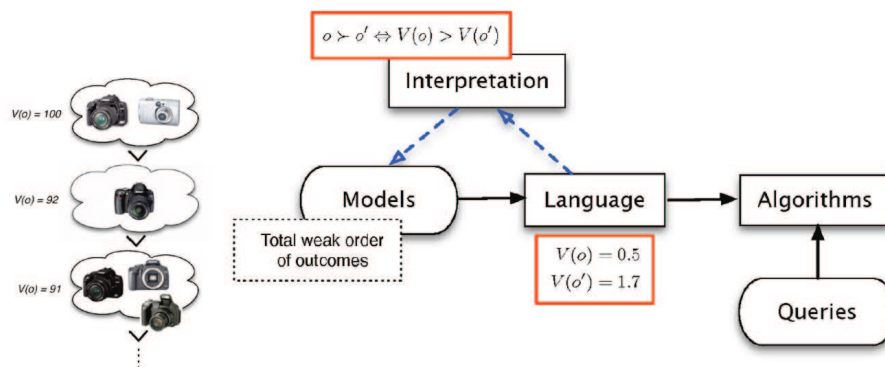 V(o) = 100
V(o) = 92
V(o) = 91
o ≻ o′ ⇔ V(o) > V(o′)
Interpretation
Models
Total weak order
of outcomes
Language
V(o) = 0.5
V(o′) = 1.7
Algorithms
Queries